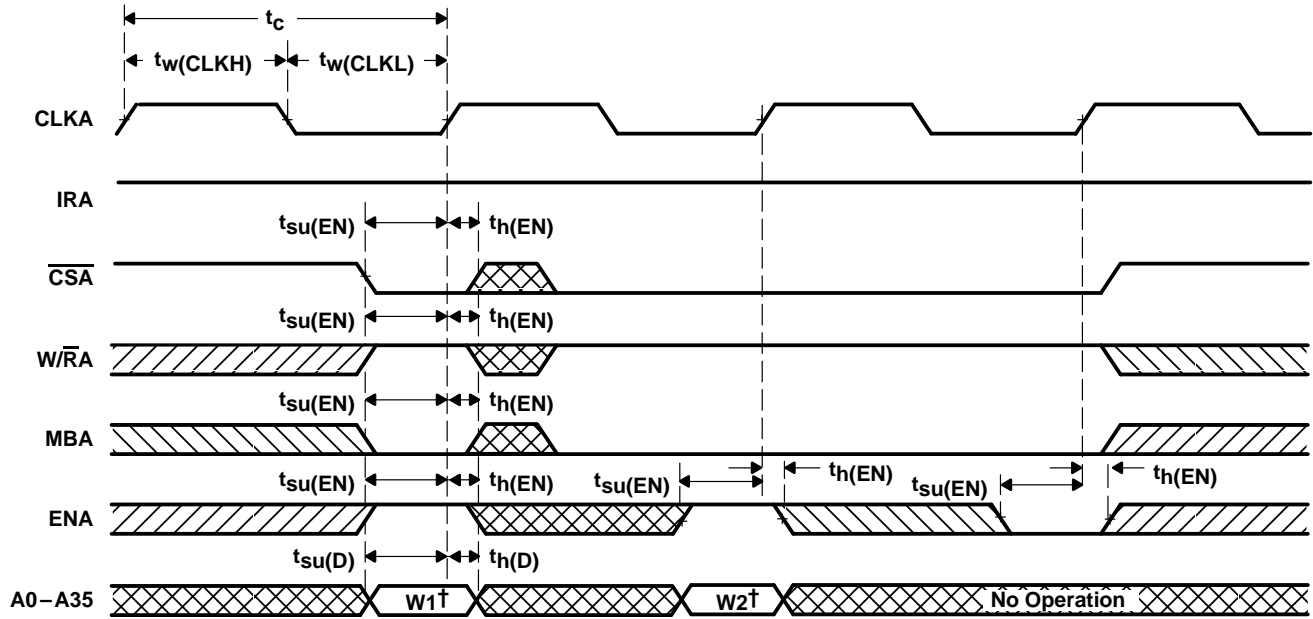 tc
tw(CLKH) tw(CLKL)
CLKA
IRA
tsu(EN) th(EN)
CSA
tsu(EN) th(EN)
W/RA
tsu(EN) th(EN)
MBA
tsu(EN) th(EN) tsu(EN) th(EN) tsu(EN) th(EN)
ENA
tsu(D) th(D)
A0–A35 W1† W2† No Operation